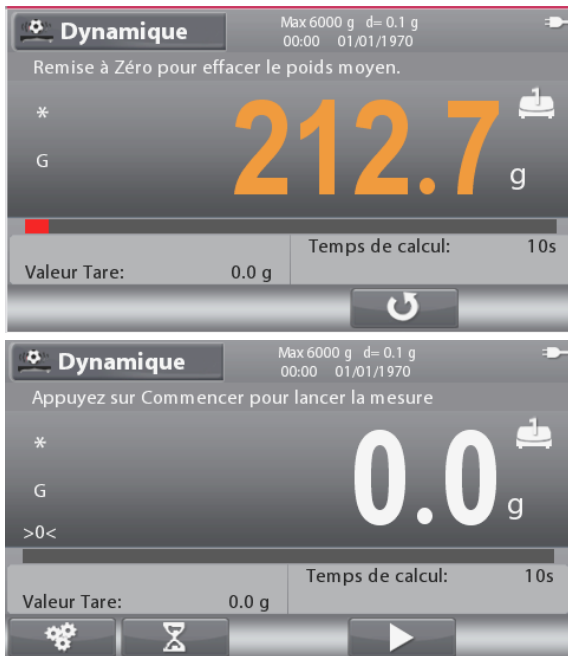 Dynamique
Max 6000 g d= 0.1 g
00:00 01/01/1970
Remise à Zéro pour effacer le poids moyen.
*
1
G
212.7 g
Temps de calcul: 10s
Valeur Tare: 0.0 g
Dynamique
Max 6000 g d= 0.1 g
00:00 01/01/1970
Appuyez sur Commencer pour lancer la mesure
*
1
G
0.0 g
>0<
Temps de calcul: 10s
Valeur Tare: 0.0 g